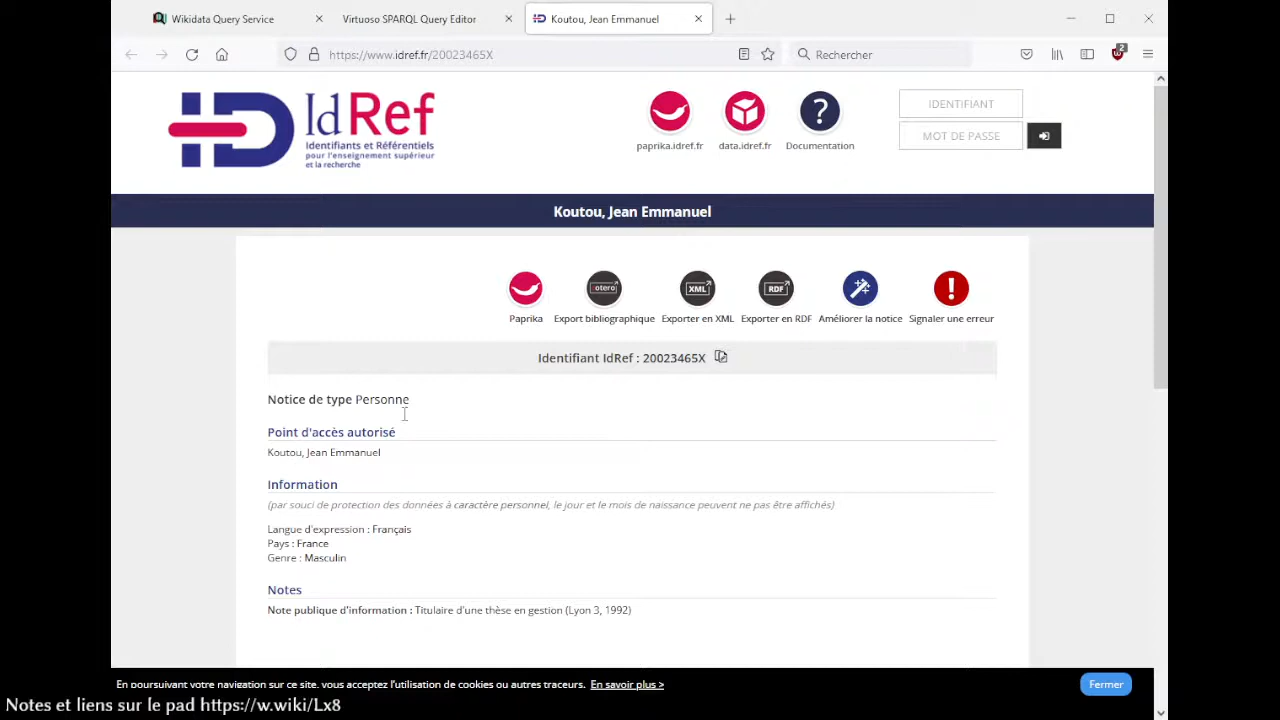 Wikidata Query Service
Virtuoso SPARQL Query Editor
Koutou, Jean Emmanuel
https://www.idref.fr/20023465X
Rechercher
2
IdRef
Identifiants et Référentiels
pour l'enseignement supérieur
et la recherche
paprika.idref.fr
data.idref.fr
?
Documentation
IDENTIFIANT
MOT DE PASSE
Koutou, Jean Emmanuel
Paprika
zotero
Export bibliographique
XML
Exporter en XML
RDF
Exporter en RDF
Améliorer la notice
!
Signaler une erreur
Identifiant IdRef : 20023465X
Notice de type Personne
Point d'accès autorisé
Koutou, Jean Emmanuel
Information
(par souci de protection des données à caractère personnel, le jour et le mois de naissance peuvent ne pas être affichés)
Langue d'expression : Français
Pays : France
Genre : Masculin
Notes
Note publique d'information : Titulaire d'une thèse en gestion (Lyon 3, 1992)
En poursuivant votre navigation sur ce site, vous acceptez l'utilisation de cookies ou autres traceurs. En savoir plus >
Fermer
Notes et liens sur le pad https://w.wiki/Lx8